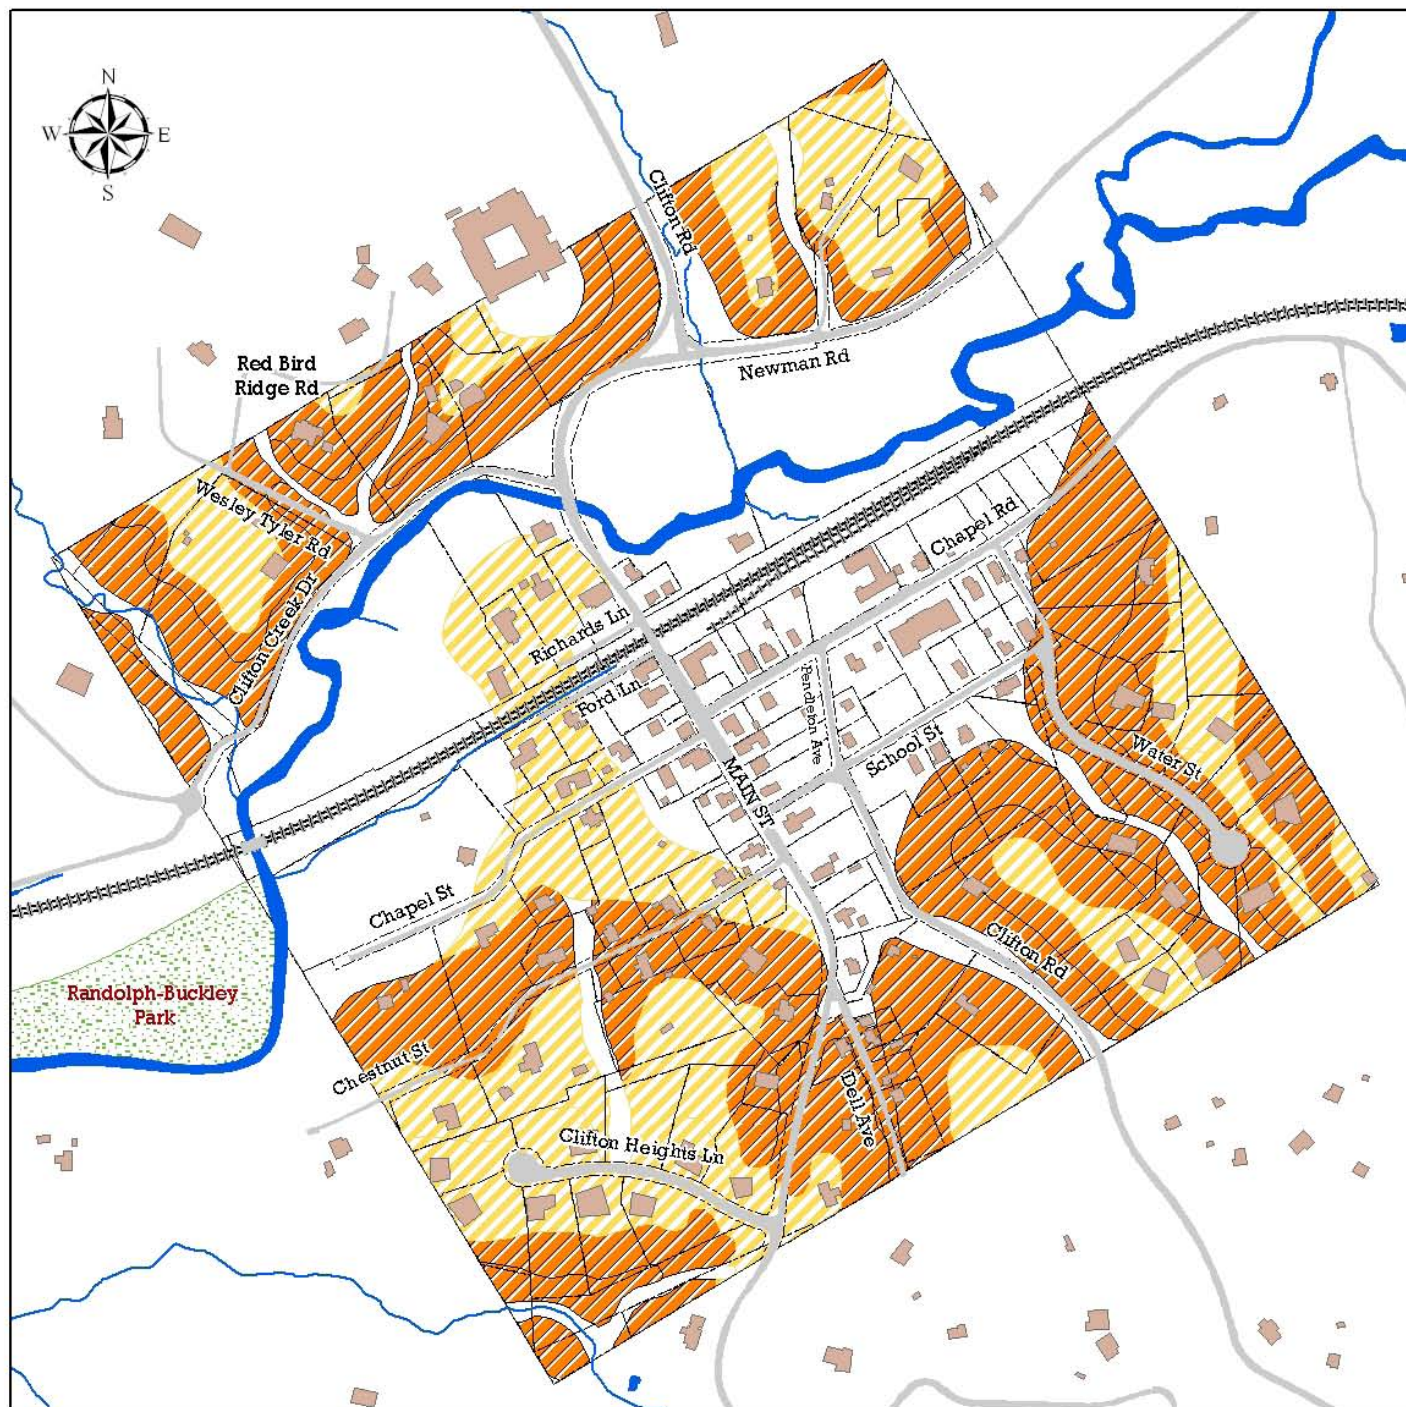 N
W E
S
Clifton Rd
Newman Rd
Red Bird
Ridge Rd
Wesley Tyler Rd
Clifton Creek Dr
Chapel Rd
Richards Ln
Ford Ln
Pendleton Ave
School St
MAIN ST
Water St
Chapel St
Clifton Rd
Randolph-Buckley
Park
Chestnut St
Dell Ave
Clifton Heights Ln